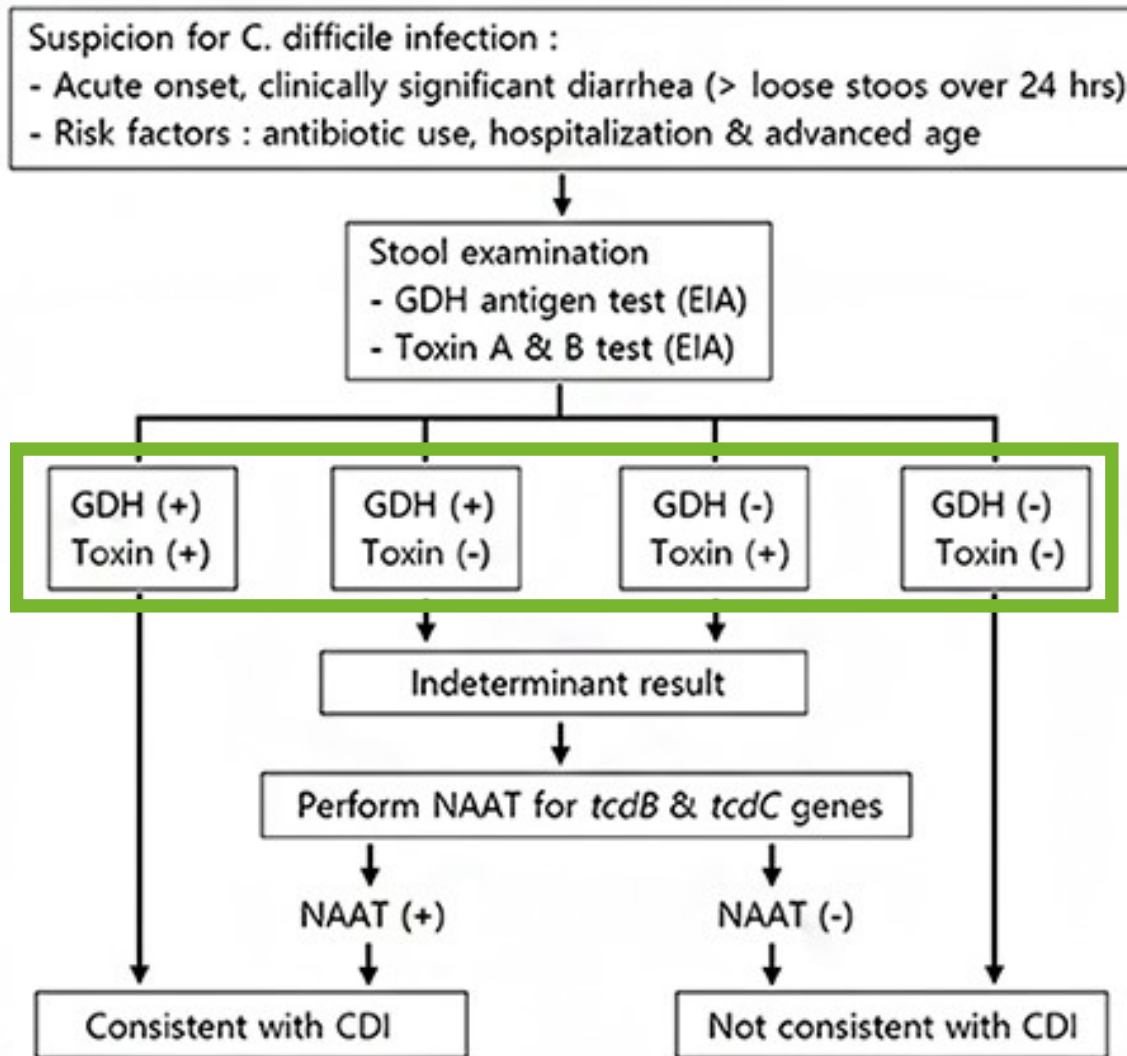 Suspicion for C. difficile infection :
- Acute onset, clinically significant diarrhea (> loose stoos over 24 hrs)
- Risk factors : antibiotic use, hospitalization & advanced age
Stool examination
- GDH antigen test (EIA)
- Toxin A & B test (EIA)
GDH (+)
Toxin (+)
GDH (+)
Toxin (-)
GDH (-)
Toxin (+)
GDH (-)
Toxin (-)
Indeterminant result
Perform NAAT for tcdB & tcdC genes
NAAT (+)
NAAT (-)
Consistent with CDI
Not consistent with CDI